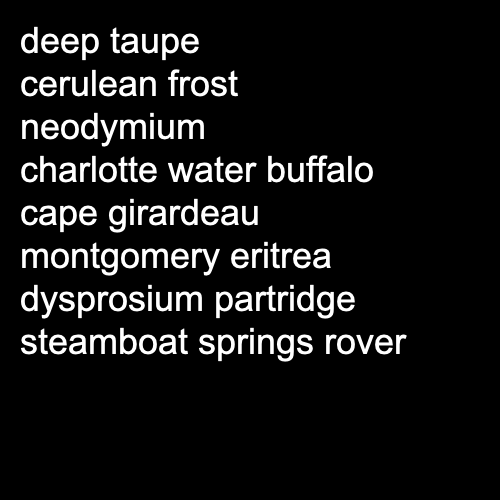 deep taupe
cerulean frost
neodymium
charlotte water buffalo
cape girardeau
montgomery eritrea
dysprosium partridge
steamboat springs rover